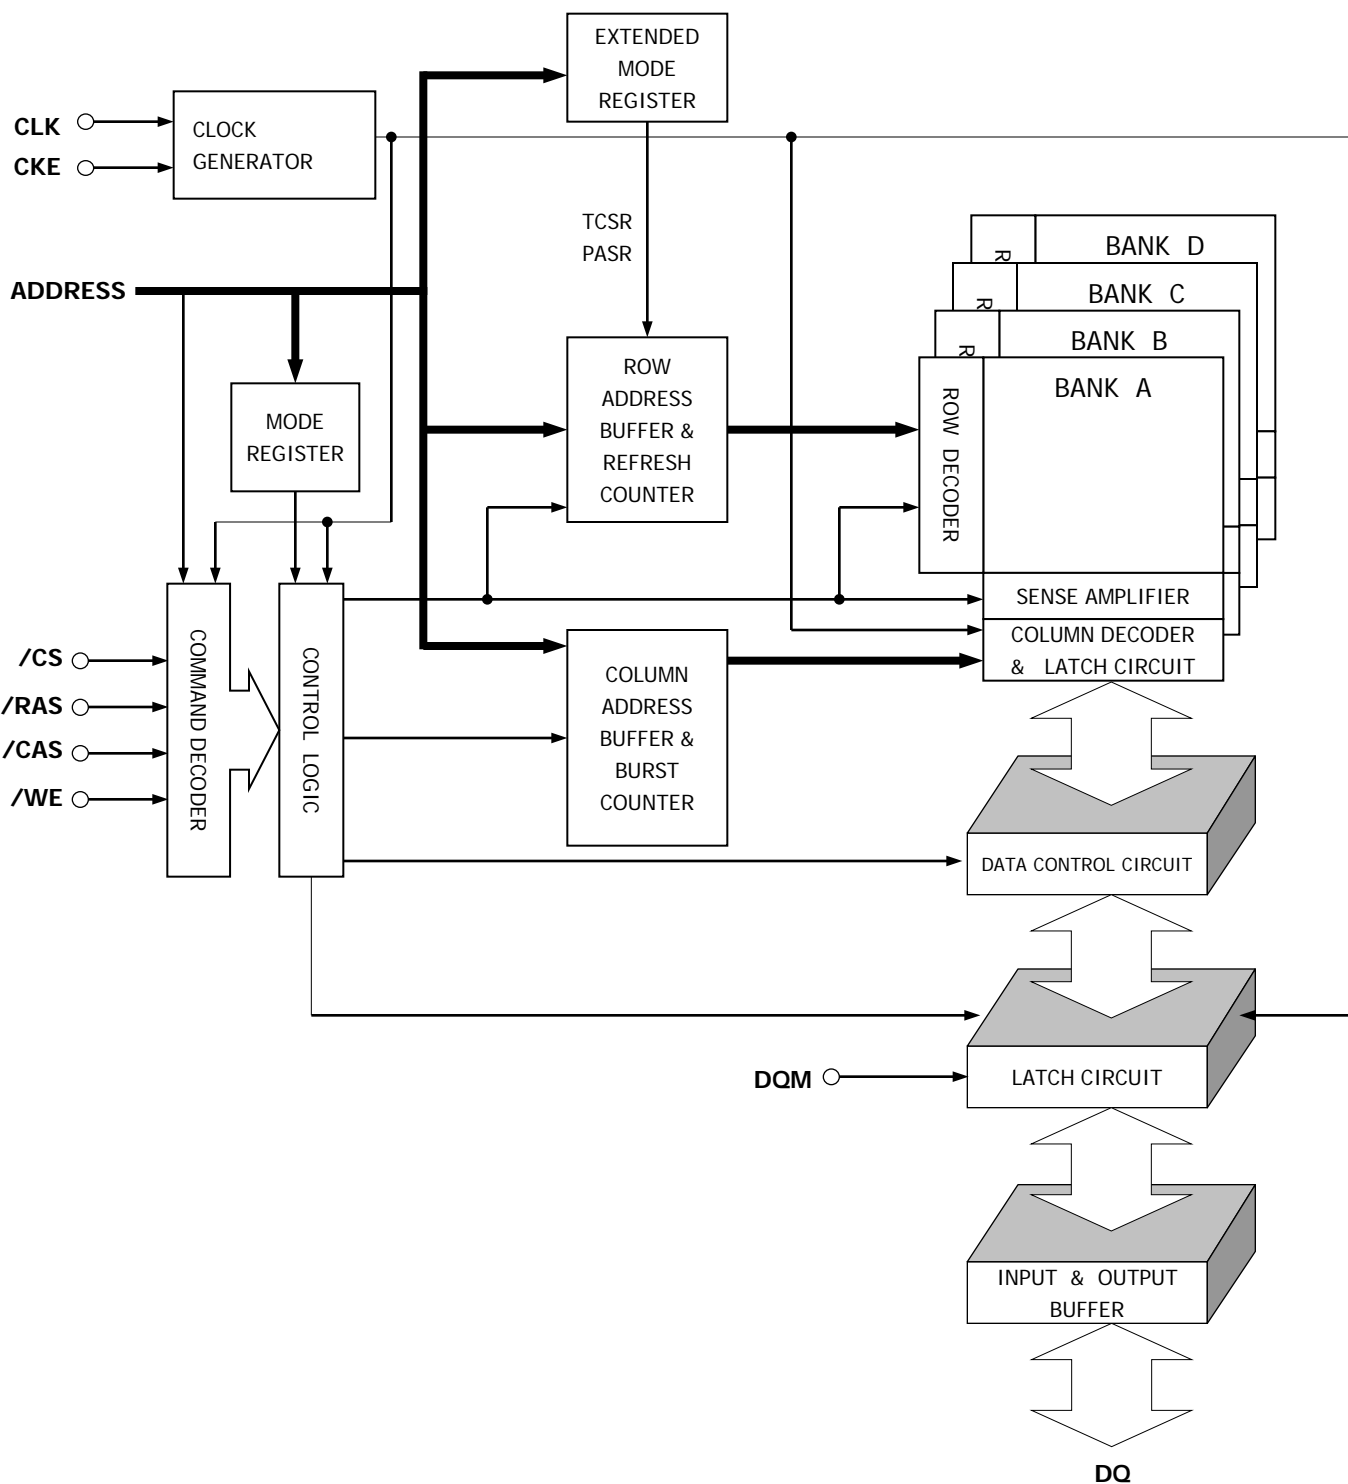 EXTENDED
MODE
REGISTER
CLK
CKE
CLOCK
GENERATOR
TCSR
PASR
ADDRESS
BANK D
R
BANK C
R
BANK B
R
BANK A
ROW DECODER
ROW
ADDRESS
BUFFER &
REFRESH
COUNTER
MODE
REGISTER
SENSE AMPLIFIER
COLUMN DECODER
& LATCH CIRCUIT
/CS
/RAS
/CAS
/WE
COMMAND DECODER
CONTROL LOGIC
COLUMN
ADDRESS
BUFFER &
BURST
COUNTER
DATA CONTROL CIRCUIT
DQM
LATCH CIRCUIT
INPUT & OUTPUT
BUFFER
DQ